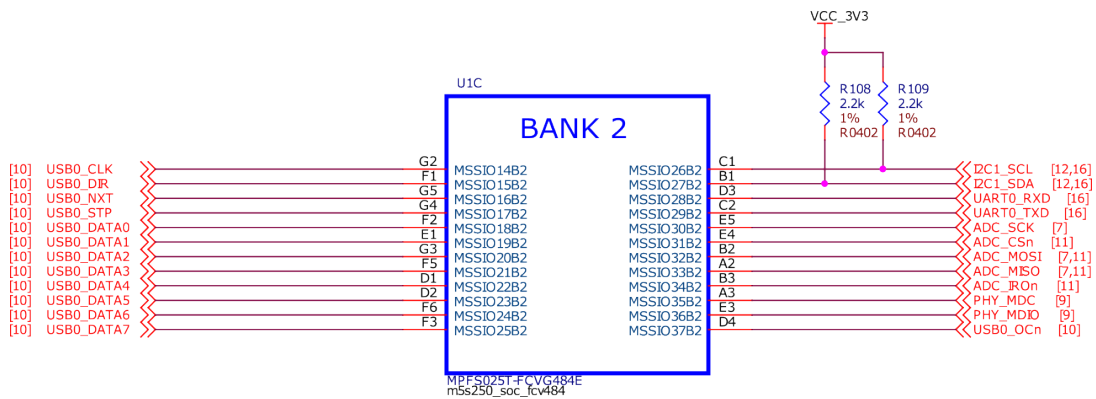 VCC_3V3
U1C
R108 R109
2.2k 2.2k
1% 1%
R0402 R0402
BANK 2
[10] USB0_CLK G2 MSSIO14B2 MSSIO26B2 C1 I2C1_SCL [12,16]
[10] USB0_DIR F1 MSSIO15B2 MSSIO27B2 B1 I2C1_SDA [12,16]
[10] USB0_NXT G5 MSSIO16B2 MSSIO28B2 D3 UART0_RXD [16]
[10] USB0_STP G4 MSSIO17B2 MSSIO29B2 C2 UART0_TXD [16]
[10] USB0_DATA0 F2 MSSIO18B2 MSSIO30B2 E5 ADC_SCK [7]
[10] USB0_DATA1 E1 MSSIO19B2 MSSIO31B2 E4 ADC_CSn [11]
[10] USB0_DATA2 G3 MSSIO20B2 MSSIO32B2 B2 ADC_MOSI [7,11]
[10] USB0_DATA3 F5 MSSIO21B2 MSSIO33B2 A2 ADC_MISO [7,11]
[10] USB0_DATA4 D1 MSSIO22B2 MSSIO34B2 B3 ADC_IRQn [11]
[10] USB0_DATA5 D2 MSSIO23B2 MSSIO35B2 A3 PHY_MDC [9]
[10] USB0_DATA6 F6 MSSIO24B2 MSSIO36B2 E3 PHY_MDIO [9]
[10] USB0_DATA7 F3 MSSIO25B2 MSSIO37B2 D4 USB0_OCn [10]
MPFS025T-FCVG484E
m5s250_soc_fcv484